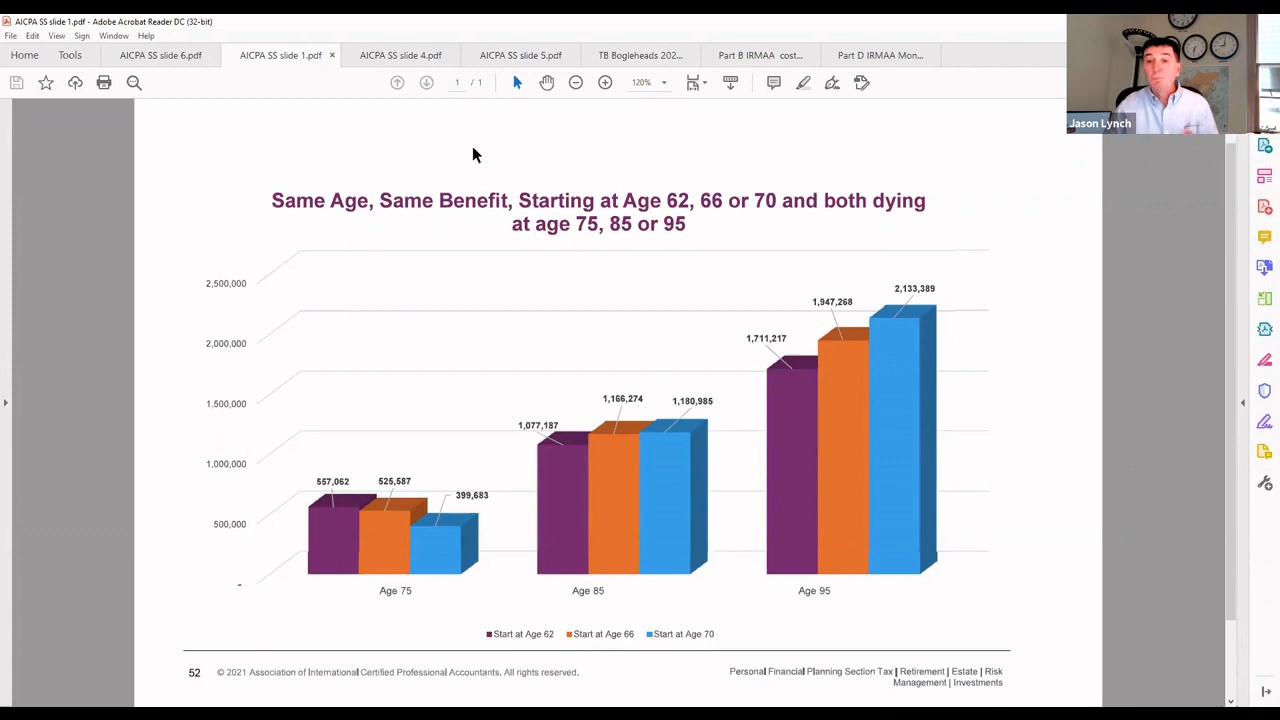 AICPA SS slide 1.pdf - Adobe Acrobat Reader DC (32-bit)
File Edit View Sign Window Help
Home Tools AICPA SS slide 6.pdf AICPA SS slide 1.pdf × AICPA SS slide 4.pdf AICPA SS slide 5.pdf TB Bogleheads 202... Part B IRMAA cost... Part D IRMAA Mon...
1 / 1 120%
Jason Lynch
Same Age, Same Benefit, Starting at Age 62, 66 or 70 and both dying
at age 75, 85 or 95
2,500,000
2,000,000
1,500,000
1,000,000
500,000
-
557,062
525,587
399,683
1,077,187
1,166,274
1,180,985
1,711,217
1,947,268
2,133,389
Age 75 Age 85 Age 95
Start at Age 62 Start at Age 66 Start at Age 70
52 © 2021 Association of International Certified Professional Accountants. All rights reserved.
Personal Financial Planning Section Tax | Retirement | Estate | Risk
Management | Investments